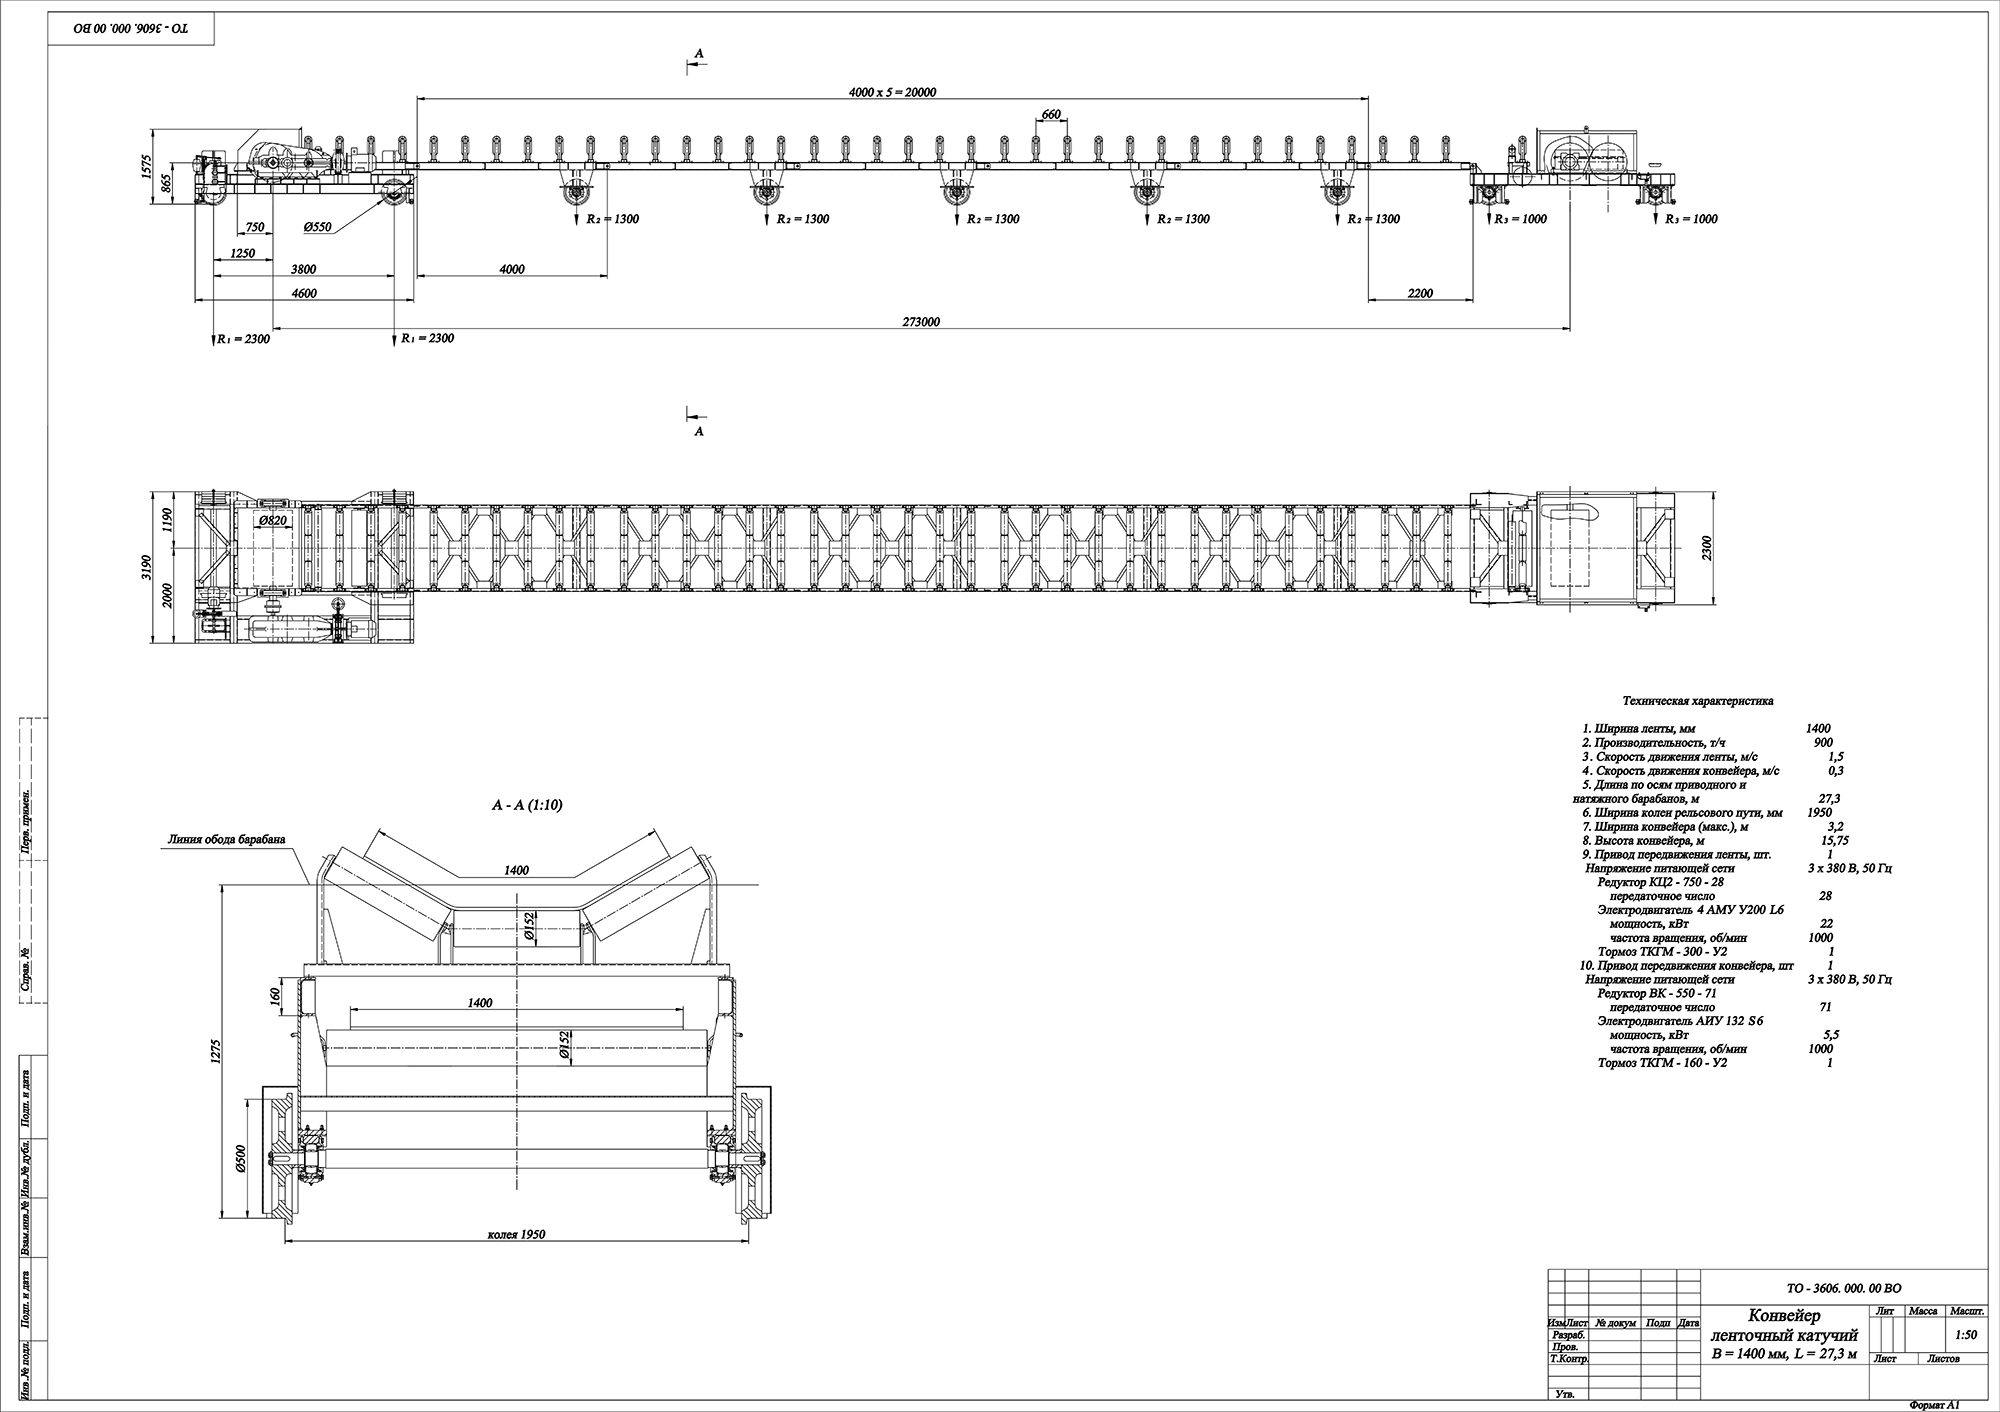 ТО - 3606. 000. 00 ВО
А
4000 х 5 = 20000
660
1575
865
750
Ø550
R₂ = 1300
R₂ = 1300
R₂ = 1300
R₂ = 1300
R₂ = 1300
R₃ = 1000
R₃ = 1000
1250
3800
4000
4600
2200
273000
R₁ = 2300
R₁ = 2300
А
3190
1190
2000
Ø820
2300
Техническая характеристика
1. Ширина ленты, мм 1400
2. Производительность, т/ч 900
3. Скорость движения ленты, м/с 1,5
4. Скорость движения конвейера, м/с 0,3
5. Длина по осям приводного и
натяжного барабанов, м 27,3
6. Ширина колеи рельсового пути, мм 1950
7. Ширина конвейера (макс.), м 3,2
8. Высота конвейера, м 15,75
9. Привод передвижения ленты, шт. 1
Напряжение питающей сети 3 х 380 В, 50 Гц
Редуктор КЦ2 - 750 - 28
передаточное число 28
Электродвигатель 4 АМУ У200 L6
мощность, кВт 22
частота вращения, об/мин 1000
Тормоз ТКГМ - 300 - У2 1
10. Привод передвижения конвейера, шт 1
Напряжение питающей сети 3 х 380 В, 50 Гц
Редуктор ВК - 550 - 71
передаточное число 71
Электродвигатель АИУ 132 S6
мощность, кВт 5,5
частота вращения, об/мин 1000
Тормоз ТКГМ - 160 - У2 1
А - А (1:10)
Линия обода барабана
1400
Ø152
160
1400
Ø152
1275
Ø500
колея 1950
Перв. примен.
Справ. №
Подп. и дата
Инв.№ дубл.
Взам.инв.№
Подп. и дата
Инв.№ подл.
ТО - 3606. 000. 00 ВО
Конвейер
ленточный катучий
В = 1400 мм, L = 27,3 м
Лит Масса Масшт.
1:50
Лист Листов
Изм Лист № докум Подп Дата
Разраб.
Пров.
Т.Контр.
Утв.
Формат А1